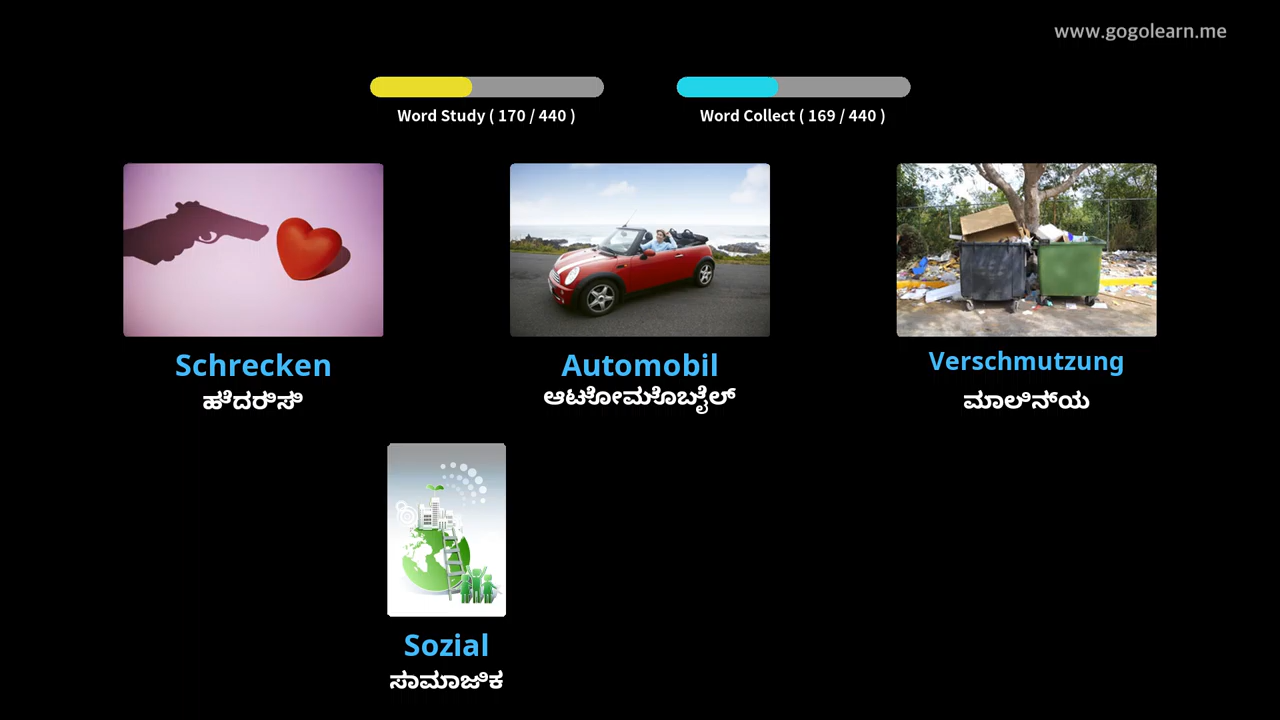 www.gogolearn.me
Word Study ( 170 / 440 )
Word Collect ( 169 / 440 )
Schrecken
ಹೆದರಿಸಿ
Automobil
ಆಟೋಮೊಬೈಲ್
Verschmutzung
ಮಾಲಿನ್ಯ
Sozial
ಸಾಮಾಜಿಕ